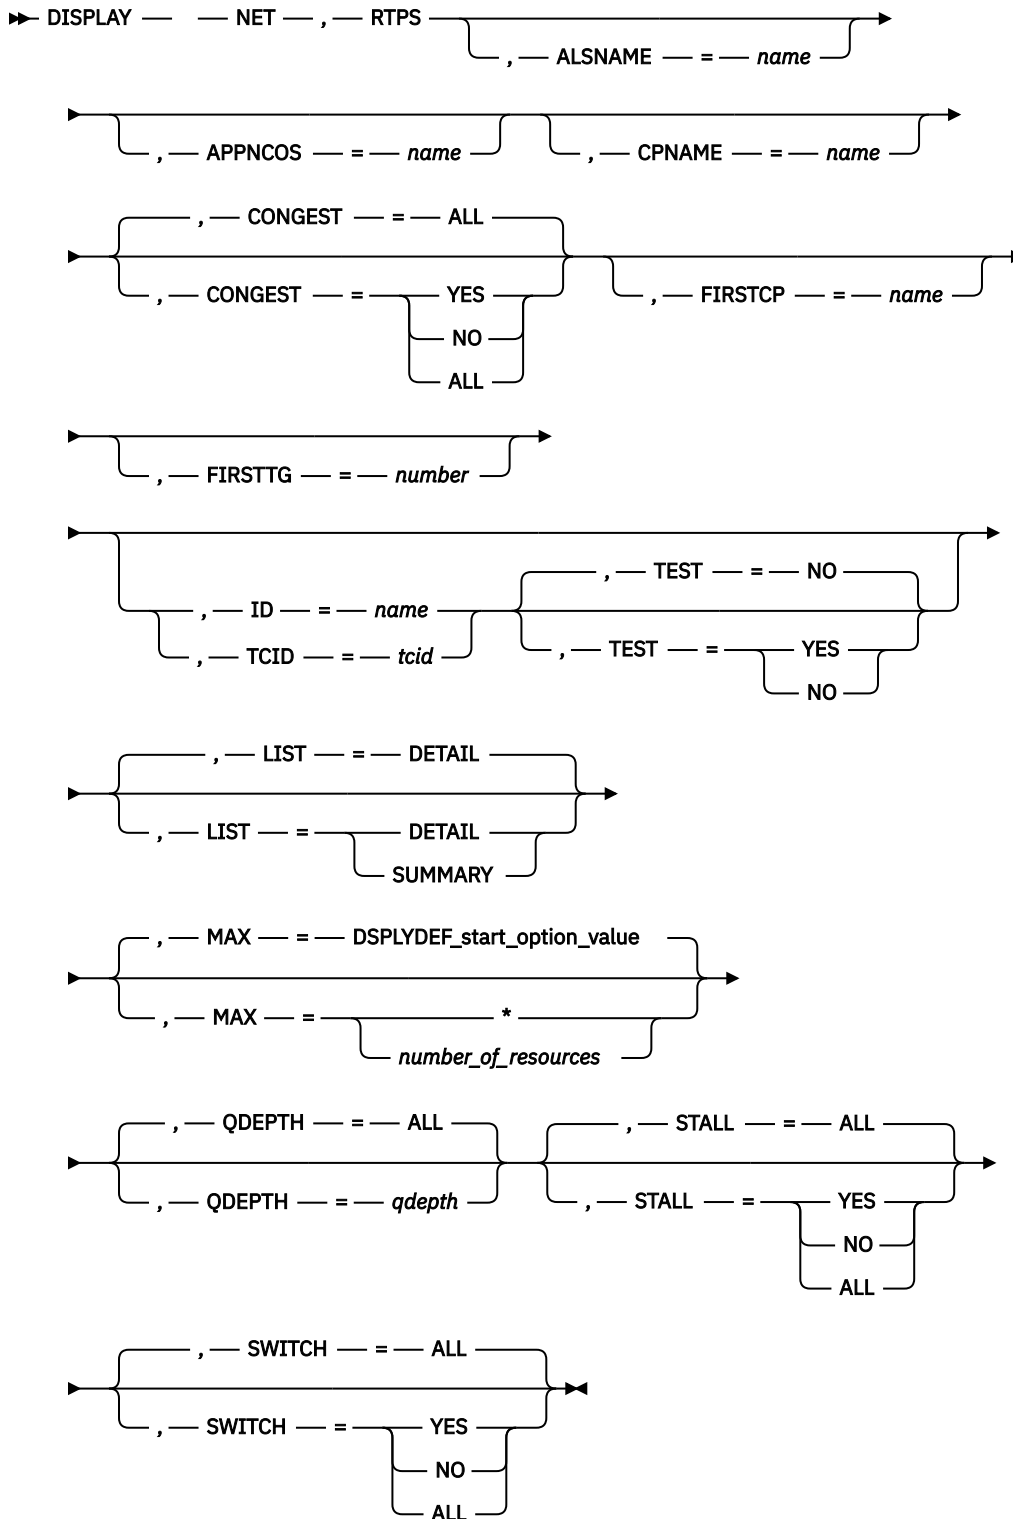 DISPLAY NET , RTPS
, ALSNAME = name
, APPNCOS = name , CPNAME = name
, CONGEST = ALL
, CONGEST = YES , FIRSTCP = name
NO
ALL
, FIRSTTG = number
, TEST = NO
, ID = name
, TCID = tcid , TEST = YES
NO
, LIST = DETAIL
, LIST = DETAIL
SUMMARY
, MAX = DSPLYDEF_start_option_value
, MAX = *
number_of_resources
, QDEPTH = ALL , STALL = ALL
, QDEPTH = qdepth , STALL = YES
NO
ALL
, SWITCH = ALL
, SWITCH = YES
NO
ALL